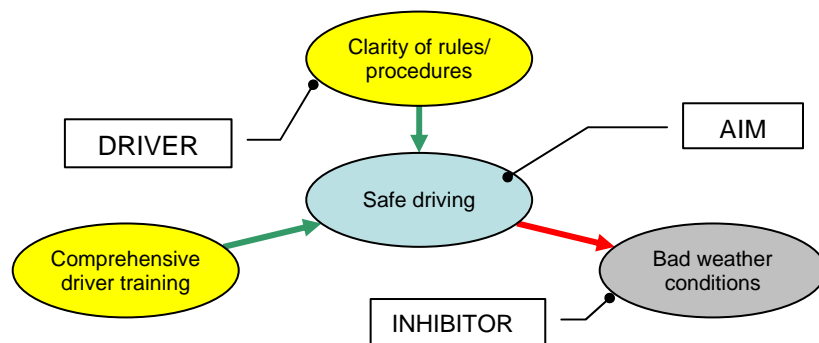 Clarity of rules/
procedures
DRIVER
AIM
Safe driving
Comprehensive
driver training
Bad weather
conditions
INHIBITOR